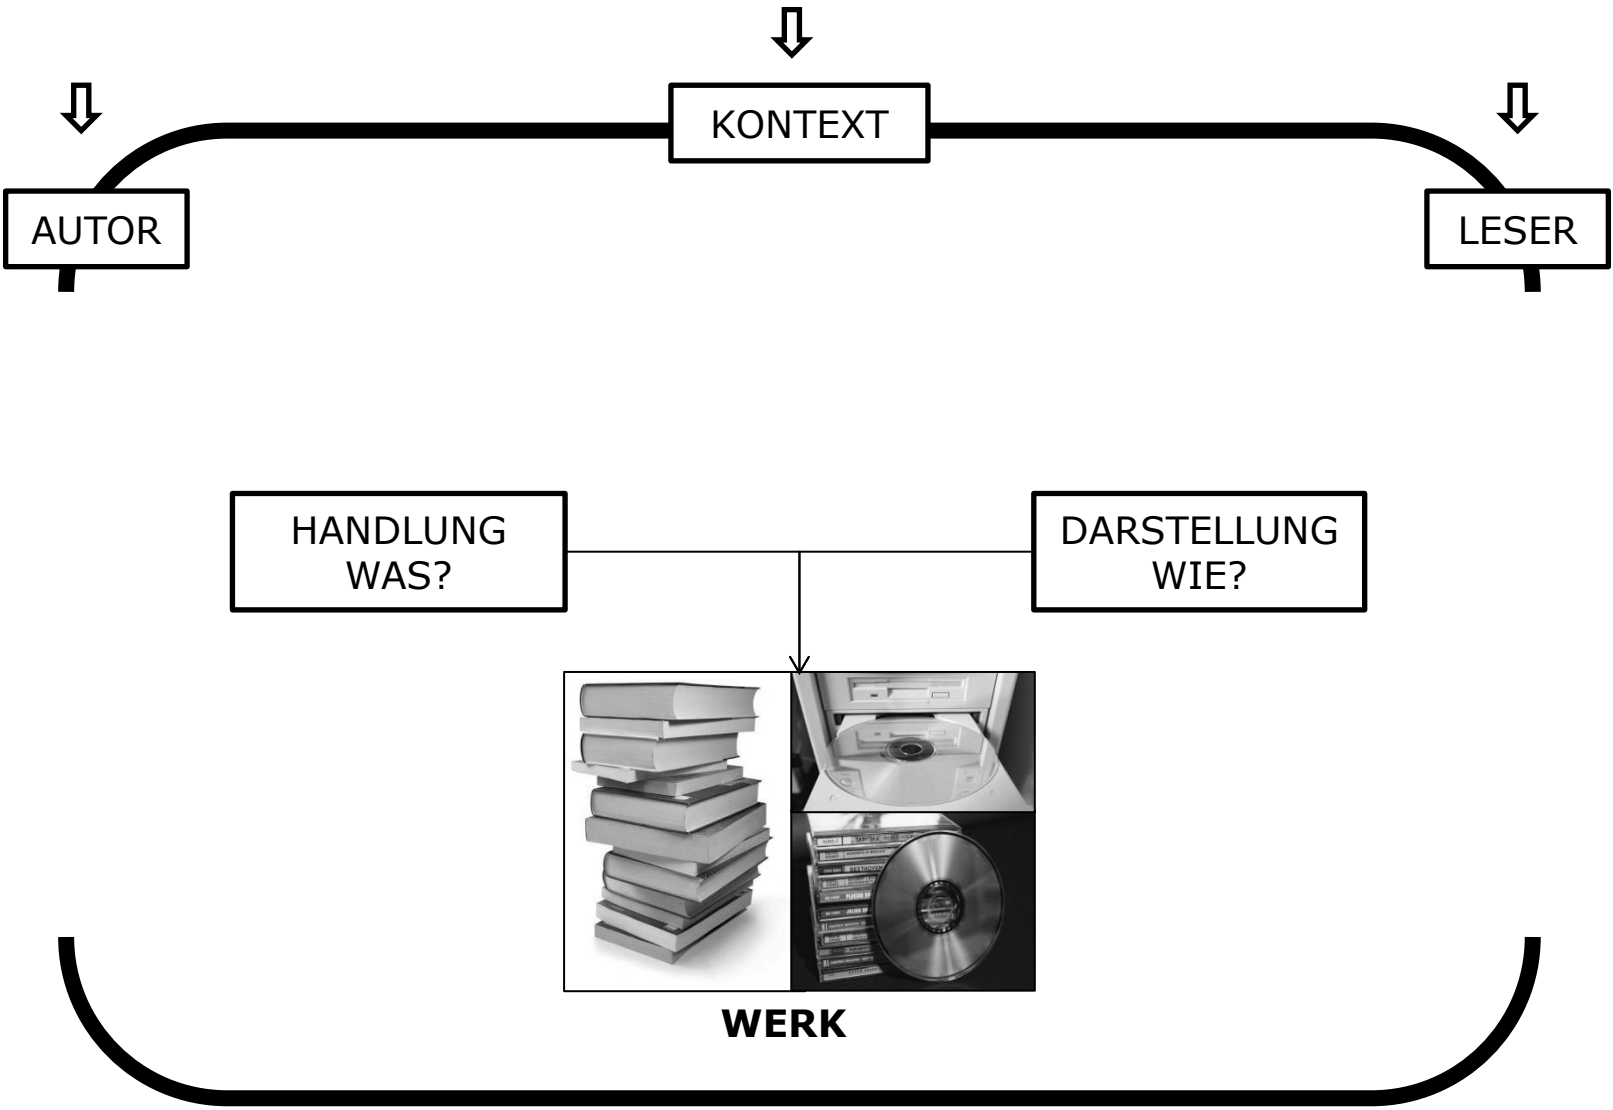 KONTEXT
AUTOR
LESER
HANDLUNG
WAS?
DARSTELLUNG
WIE?
WERK